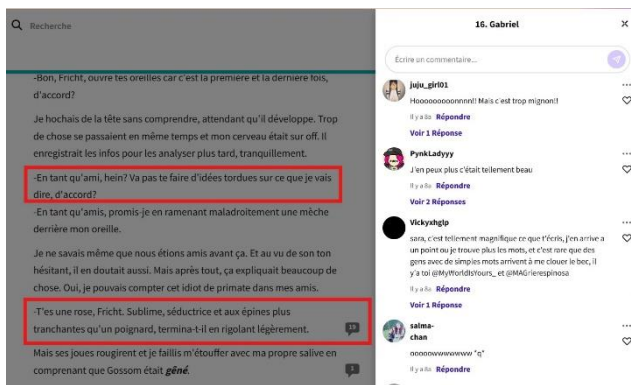 Recherche
-Bon, Fricht, ouvre tes oreilles car c'est la première et la dernière fois,
d'accord?
Je hochais de la tête sans comprendre, attendant qu'il développe. Trop
de chose se passaient en même temps et mon cerveau était sur off. Il
enregistrait les infos pour les analyser plus tard, tranquillement.
-En tant qu'ami, hein? Va pas te faire d'idées tordues sur ce que je vais
dire, d'accord?
-En tant qu'amis, promis-je en ramenant maladroitement une mèche
derrière mon oreille.
Je ne savais même que nous étions amis avant ça. Et au vu de son ton
hésitant, il en doutait aussi. Mais après tout, ça expliquait beaucoup de
chose. Oui, je pouvais compter cet idiot de primate dans mes amis.
-T'es une rose, Fricht. Sublime, séductrice et aux épines plus
tranchantes qu'un poignard, termina-t-il en rigolant légèrement.
19
Mais ses joues rougirent et je faillis m'étouffer avec ma propre salive en
comprenant que Gossom était gêné.
1
16. Gabriel
Écrire un commentaire...
juju_girl01
Hooooooooonnnn!! Mais c'est trop mignon!!
Il y a 8a Répondre
Voir 1 Réponse
PynkLadyyy
J'en peux plus c'était tellement beau
Il y a 8a Répondre
Voir 2 Réponses
Vickyxhglp
sara, c'est tellement magnifique ce que t'écris, j'en arrive a
un point ou je trouve plus les mots, et c'est rare que des
gens avec de simples mots arrivent à me clouer le bec, il
y'a toi @MyWorldIsYours_ et @MAGrierespinosa
Il y a 8a Répondre
Voir 1 Réponse
salma-
chan
ooooowwwwwww *q*
Il y a 8a Répondre